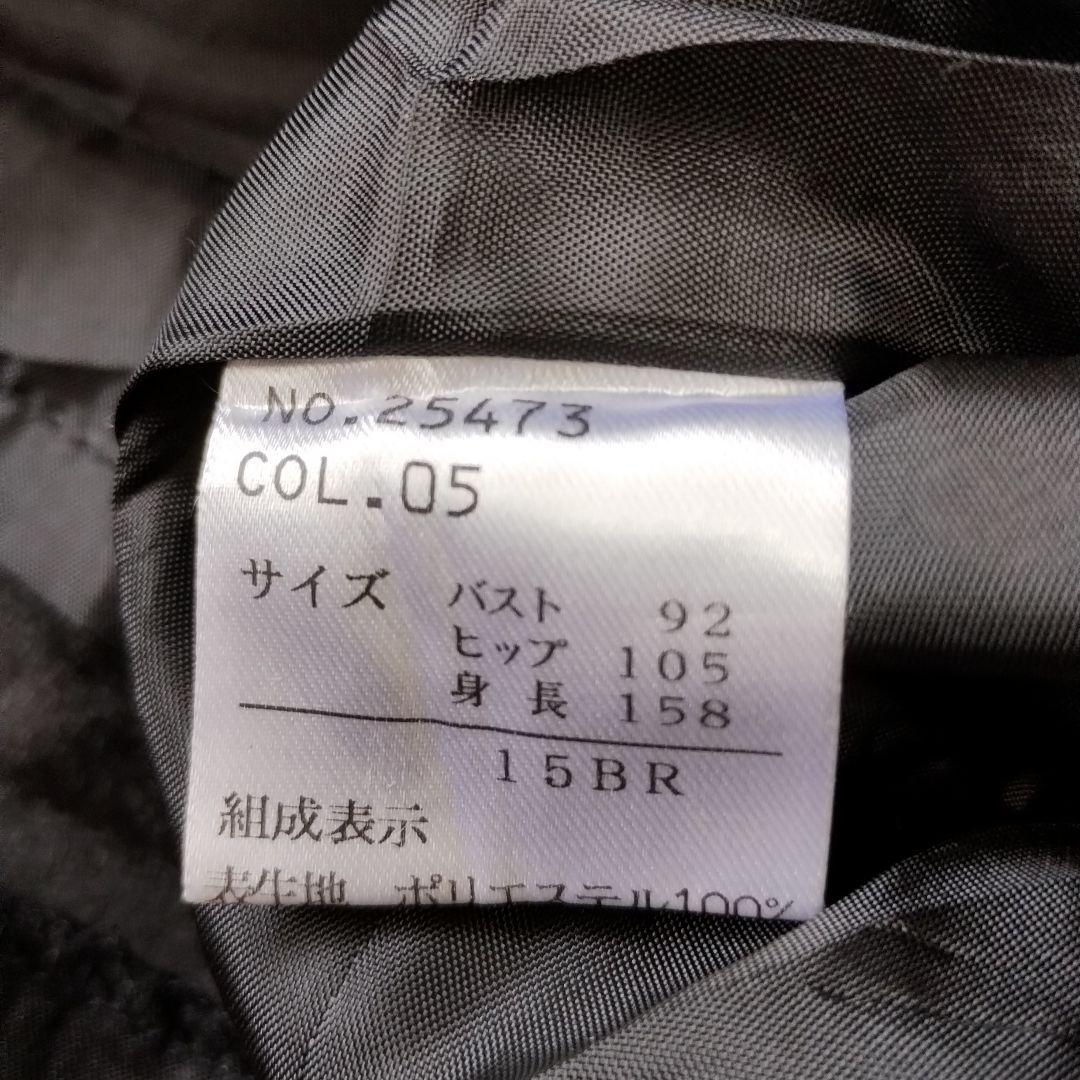 NO.25473
COL.05
サイズ バスト 92
ヒップ 105
身長 158
15BR
組成表示
表生地 ポリエステル100%